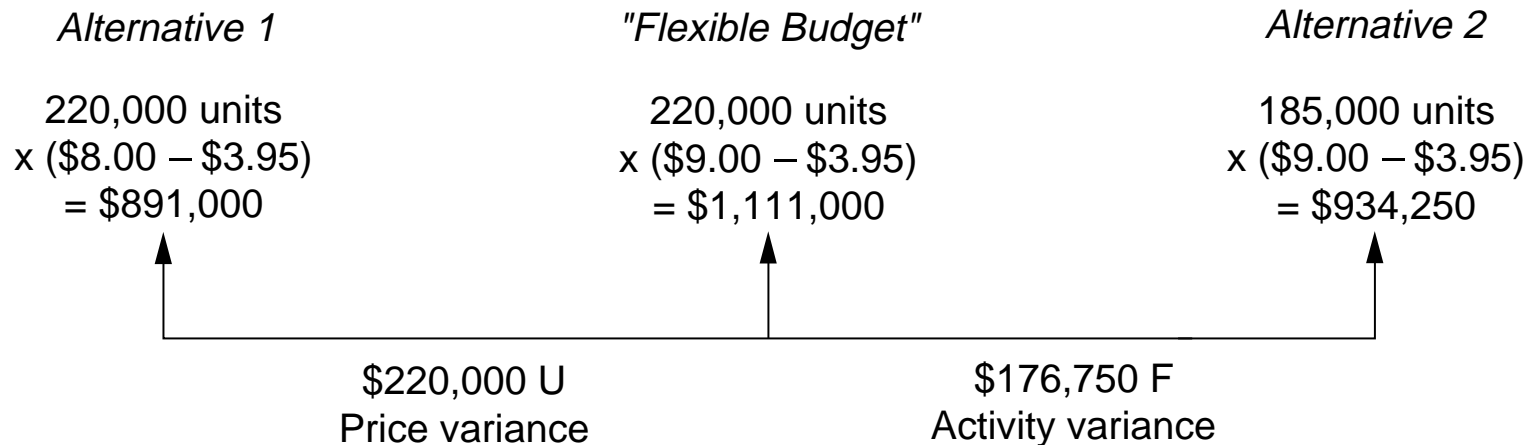 Alternative 1
220,000 units
x ($8.00 – $3.95)
= $891,000
"Flexible Budget"
220,000 units
x ($9.00 – $3.95)
= $1,111,000
Alternative 2
185,000 units
x ($9.00 – $3.95)
= $934,250
$220,000 U
Price variance
$176,750 F
Activity variance